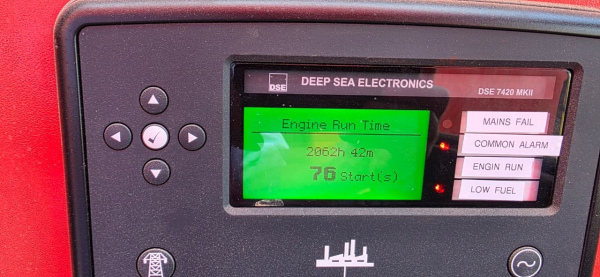 DSE
DEEP SEA ELECTRONICS
DSE 7420 MKII
Engine Run Time
2062h 42m
76 Start(s)
MAINS FAIL
COMMON ALARM
ENGIN RUN
LOW FUEL